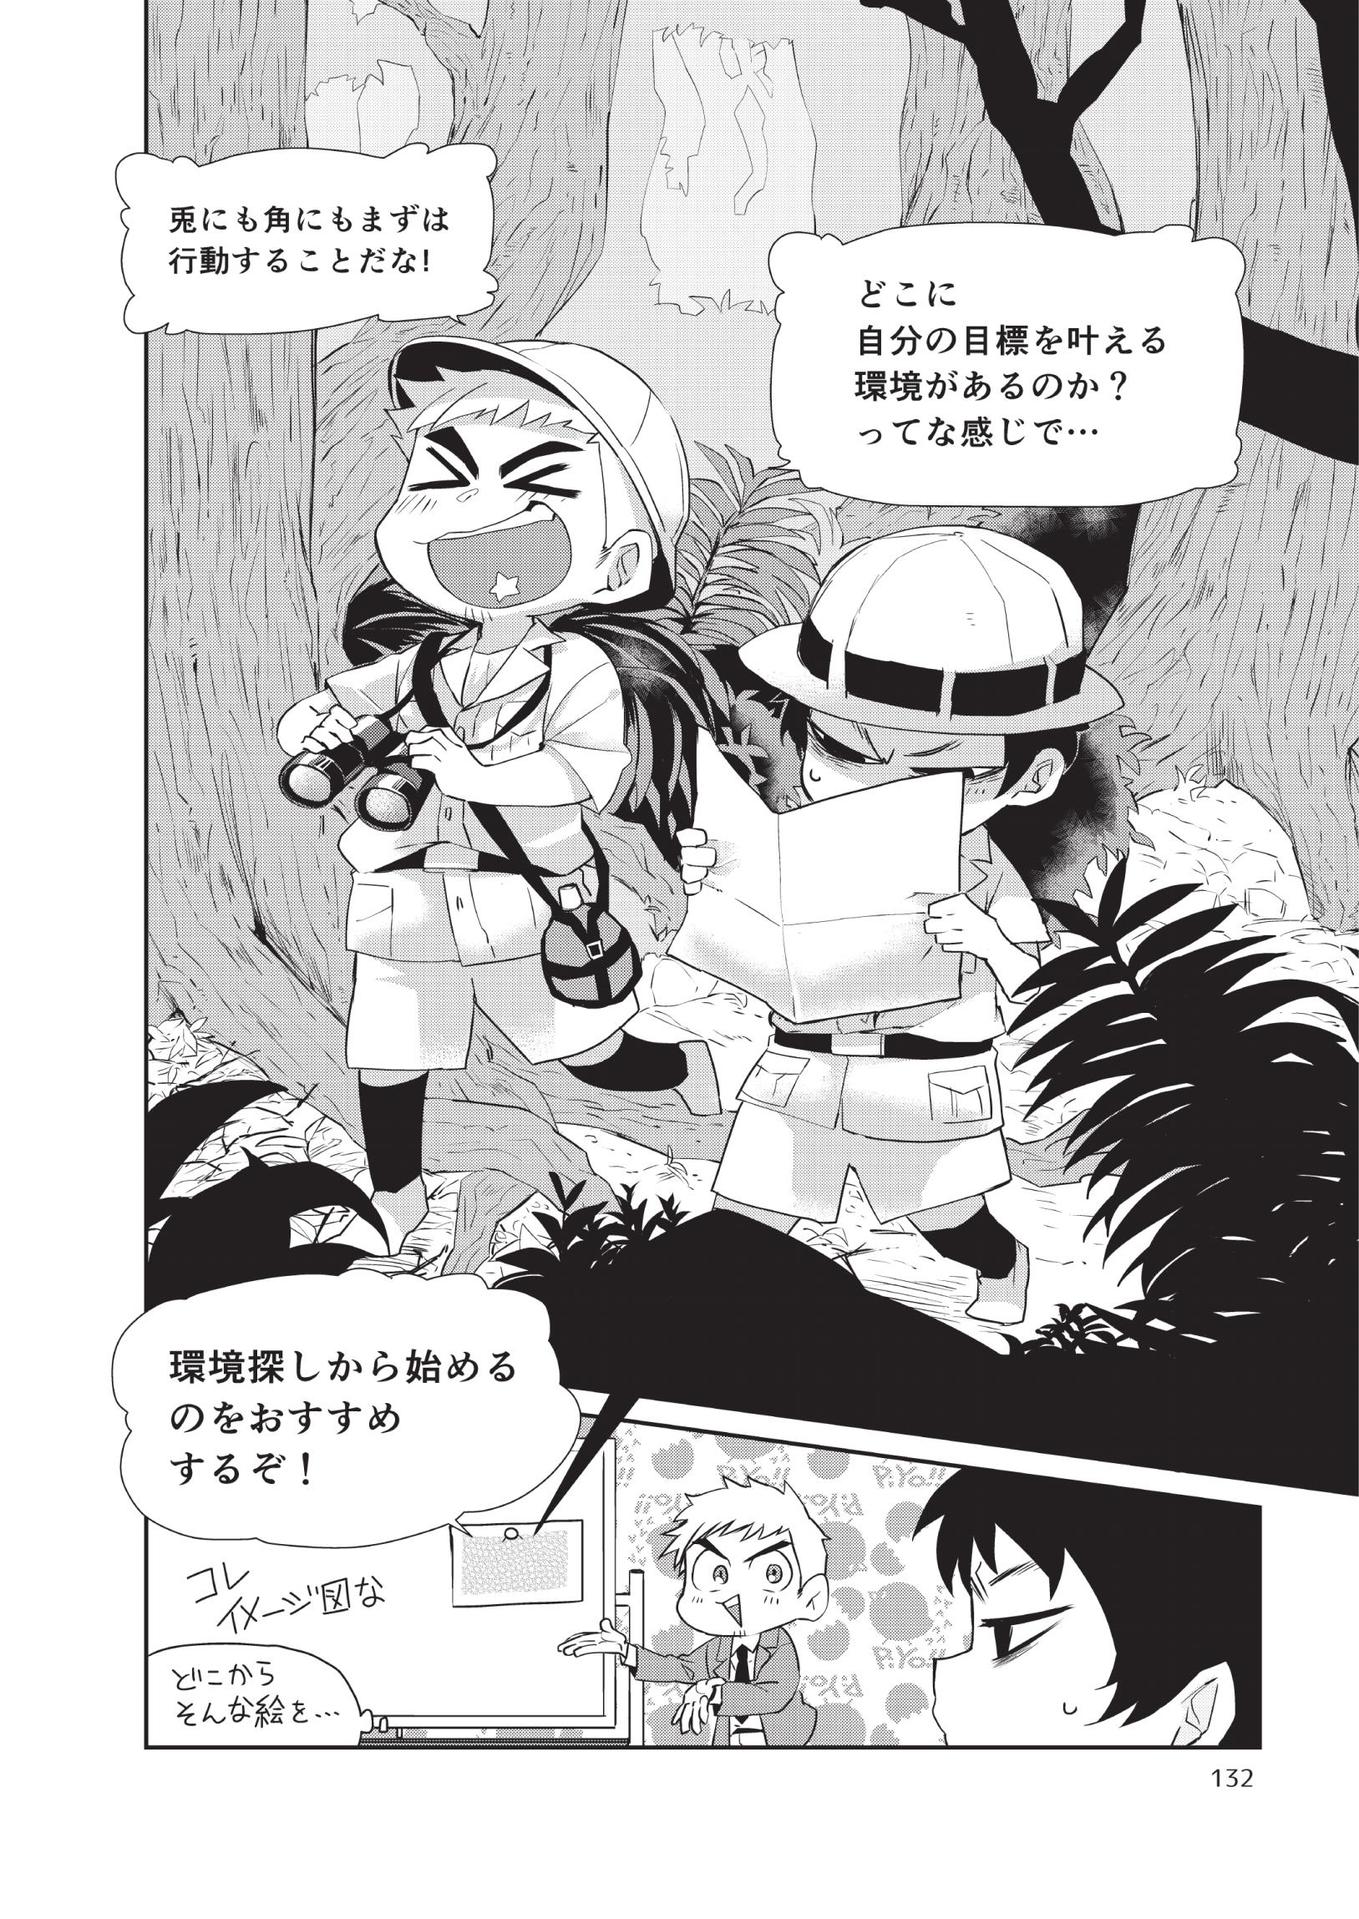 兎にも角にもまずは
行動することだな!
どこに
自分の目標を叶える
環境があるのか？
ってな感じで…
環境探しから始める
のをおすすめ
するぞ！
コレ
イメージ図な
どこから
そんな絵を…
PiYo!!
PiYo!!
PiYo!!
132